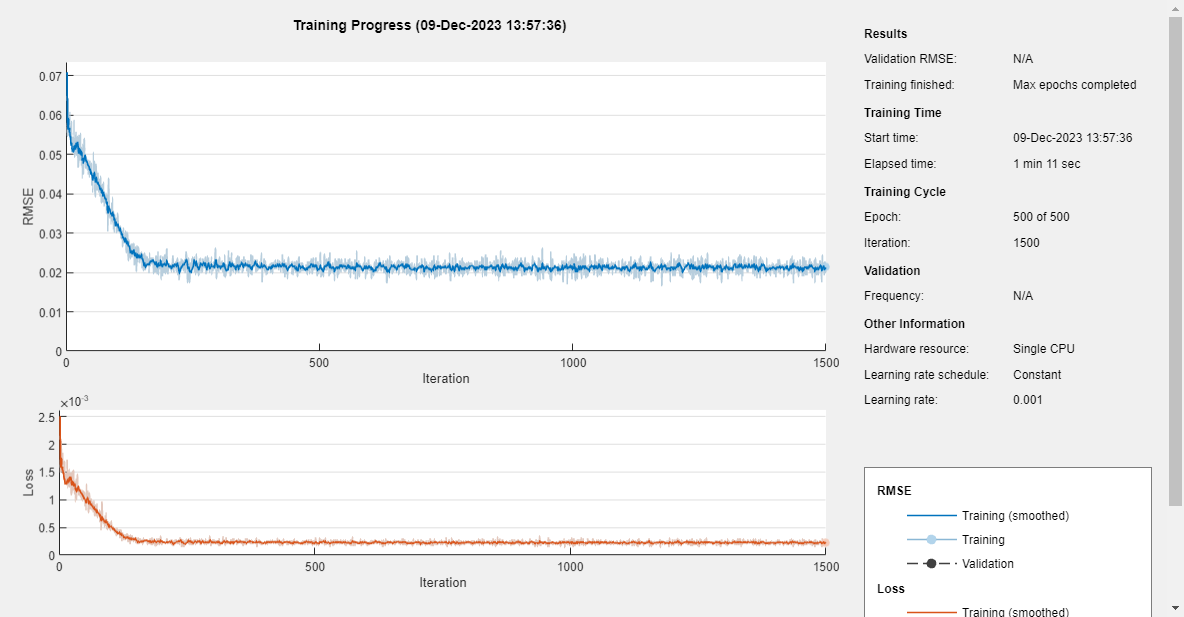 Training Progress (09-Dec-2023 13:57:36)
0.07
0.06
0.05
0.04
0.03
0.02
0.01
0
RMSE
0 500 1000 1500
Iteration
×10-3
2.5
2
1.5
1
0.5
0
Loss
0 500 1000 1500
Iteration
Results
Validation RMSE: N/A
Training finished: Max epochs completed
Training Time
Start time: 09-Dec-2023 13:57:36
Elapsed time: 1 min 11 sec
Training Cycle
Epoch: 500 of 500
Iteration: 1500
Validation
Frequency: N/A
Other Information
Hardware resource: Single CPU
Learning rate schedule: Constant
Learning rate: 0.001
RMSE
Training (smoothed)
Training
Validation
Loss
Training (smoothed)